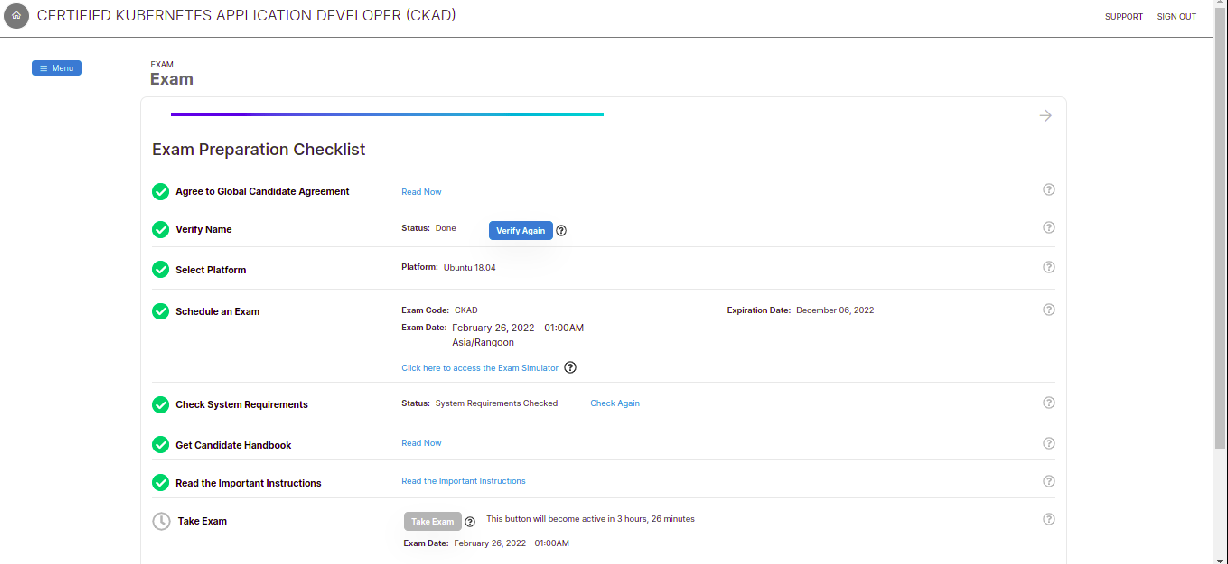 CERTIFIED KUBERNETES APPLICATION DEVELOPER (CKAD)
SUPPORT SIGN OUT
Menu
EXAM
Exam
Exam Preparation Checklist
Agree to Global Candidate Agreement Read Now
Verify Name Status: Done Verify Again
Select Platform Platform: Ubuntu 18.04
Schedule an Exam Exam Code: CKAD Expiration Date: December 06, 2022
Exam Date: February 26, 2022 01:00AM
Asia/Rangoon
Click here to access the Exam Simulator
Check System Requirements Status: System Requirements Checked Check Again
Get Candidate Handbook Read Now
Read the Important Instructions Read the Important Instructions
Take Exam Take Exam This button will become active in 3 hours, 26 minutes
Exam Date: February 26, 2022 01:00AM